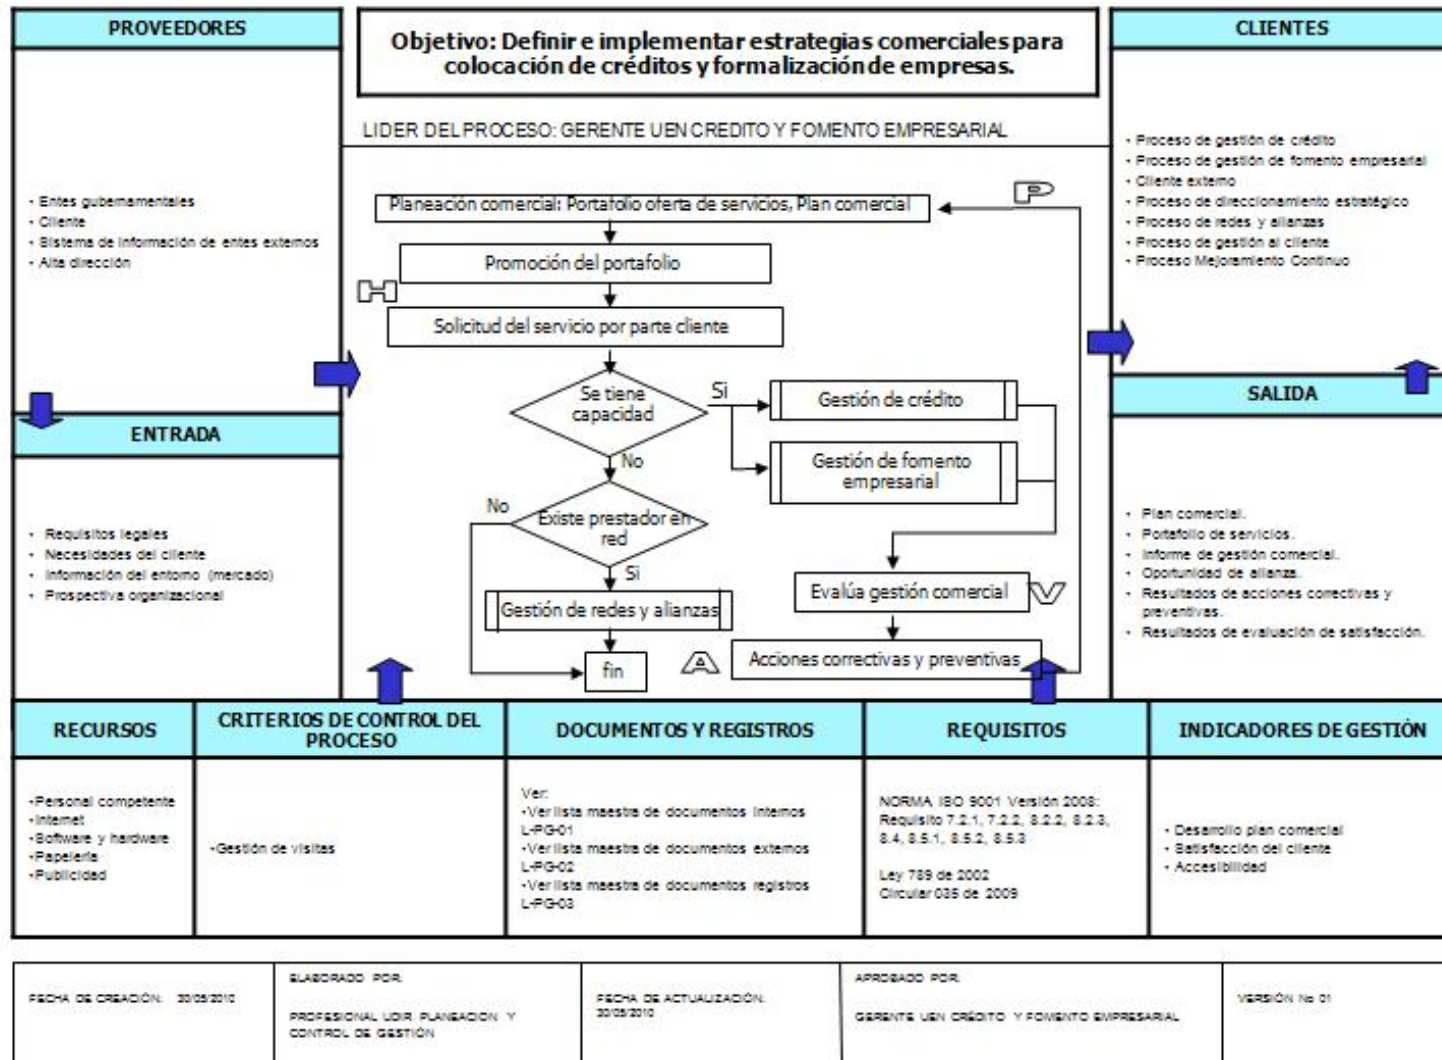 PROVEEDORES
Objetivo: Definir e implementar estrategias comerciales para
colocación de créditos y formalización de empresas.
CLIENTES
LIDER DEL PROCESO: GERENTE UEN CREDITO Y FOMENTO EMPRESARIAL
• Entes gubernamentales
• Cliente
• Sistema de información de entes externos
• Alta dirección
• Proceso de gestión de crédito
• Proceso de gestión de fomento empresarial
• Cliente externo
• Proceso de direccionamiento estratégico
• Proceso de redes y alianzas
• Proceso de gestión al cliente
• Proceso Mejoramiento Continuo
P
Planeación comercial: Portafolio oferta de servicios, Plan comercial
Promoción del portafolio
H
Solicitud del servicio por parte cliente
Se tiene
capacidad
Si
Gestión de crédito
Gestión de fomento
empresarial
No
No
Existe prestador en
red
Si
Gestión de redes y alianzas
fin
Evalúa gestión comercial
V
A
Acciones correctivas y preventivas
ENTRADA
• Requisitos legales
• Necesidades del cliente
• Información del entorno (mercado)
• Prospectiva organizacional
SALIDA
• Plan comercial.
• Portafolio de servicios.
• Informe de gestión comercial.
• Oportunidad de alianza.
• Resultados de acciones correctivas y
preventivas.
• Resultados de evaluación de satisfacción.
RECURSOS
CRITERIOS DE CONTROL DEL
PROCESO
DOCUMENTOS Y REGISTROS
REQUISITOS
INDICADORES DE GESTIÓN
•Personal competente
•Internet
•Software y hardware
•Papelería
•Publicidad
•Gestión de visitas
Ver:
•Ver lista maestra de documentos internos
L-PG-01
•Ver lista maestra de documentos externos
L-PG-02
•Ver lista maestra de documentos registros
L-PG-03
NORMA ISO 9001 Versión 2008:
Requisito 7.2.1, 7.2.2, 8.2.2, 8.2.3,
8.4, 8.5.1, 8.5.2, 8.5.3
Ley 789 de 2002
Circular 035 de 2009
• Desarrollo plan comercial
• Satisfacción del cliente
• Accesibilidad
FECHA DE CREACIÓN: 30/05/2010
ELABORADO POR:
PROFESIONAL UDIR PLANEACION Y
CONTROL DE GESTIÓN
FECHA DE ACTUALIZACIÓN:
30/05/2010
APROBADO POR:
GERENTE UEN CRÉDITO Y FOMENTO EMPRESARIAL
VERSIÓN No 01